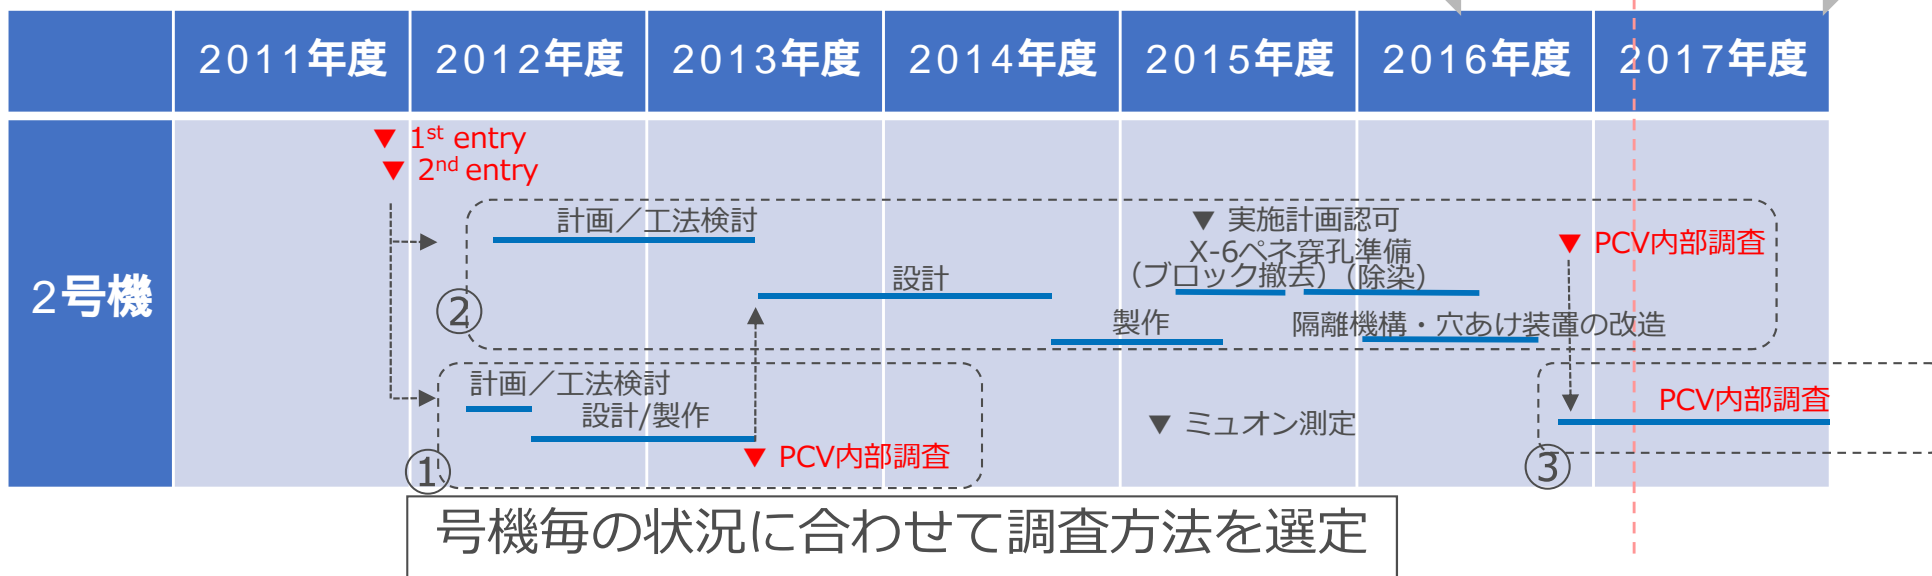 2011年度 2012年度 2013年度 2014年度 2015年度 2016年度 2017年度
2号機
▼ 1st entry
▼ 2nd entry
②
計画／工法検討
設計
製作
▼ 実施計画認可
X-6ペネ穿孔準備
（ブロック撤去）（除染）
隔離機構・穴あけ装置の改造
▼ PCV内部調査
①
計画／工法検討
設計/製作
▼ PCV内部調査
▼ ミュオン測定
③
PCV内部調査
号機毎の状況に合わせて調査方法を選定